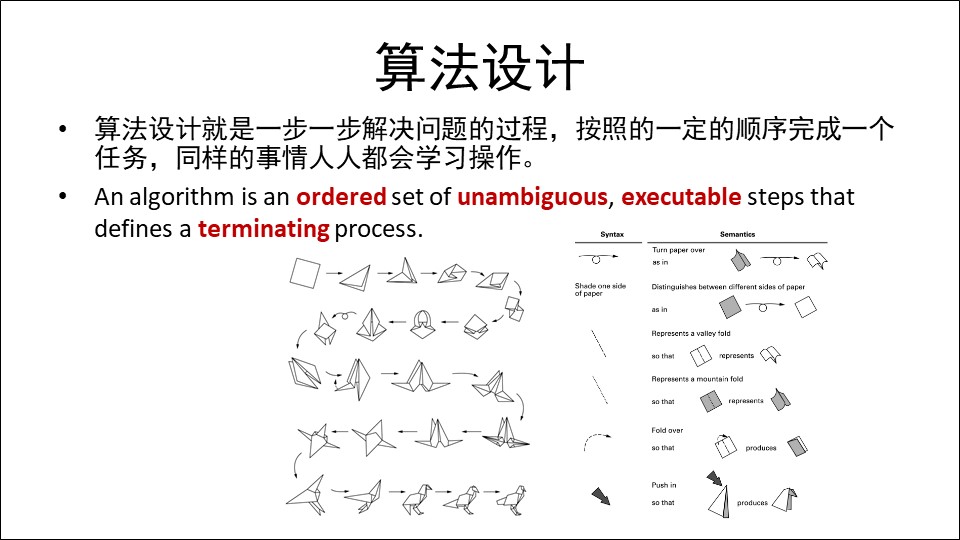 算法设计
• 算法设计就是一步一步解决问题的过程，按照的一定的顺序完成一个
任务，同样的事情人人都会学习操作。
• An algorithm is an ordered set of unambiguous, executable steps that
defines a terminating process.
Syntax Semantics
Turn paper over
as in
Shade one side
of paper
Distinguishes between different sides of paper
as in
Represents a valley fold
so that represents
Represents a mountain fold
so that represents
Fold over
so that produces
Push in
so that produces